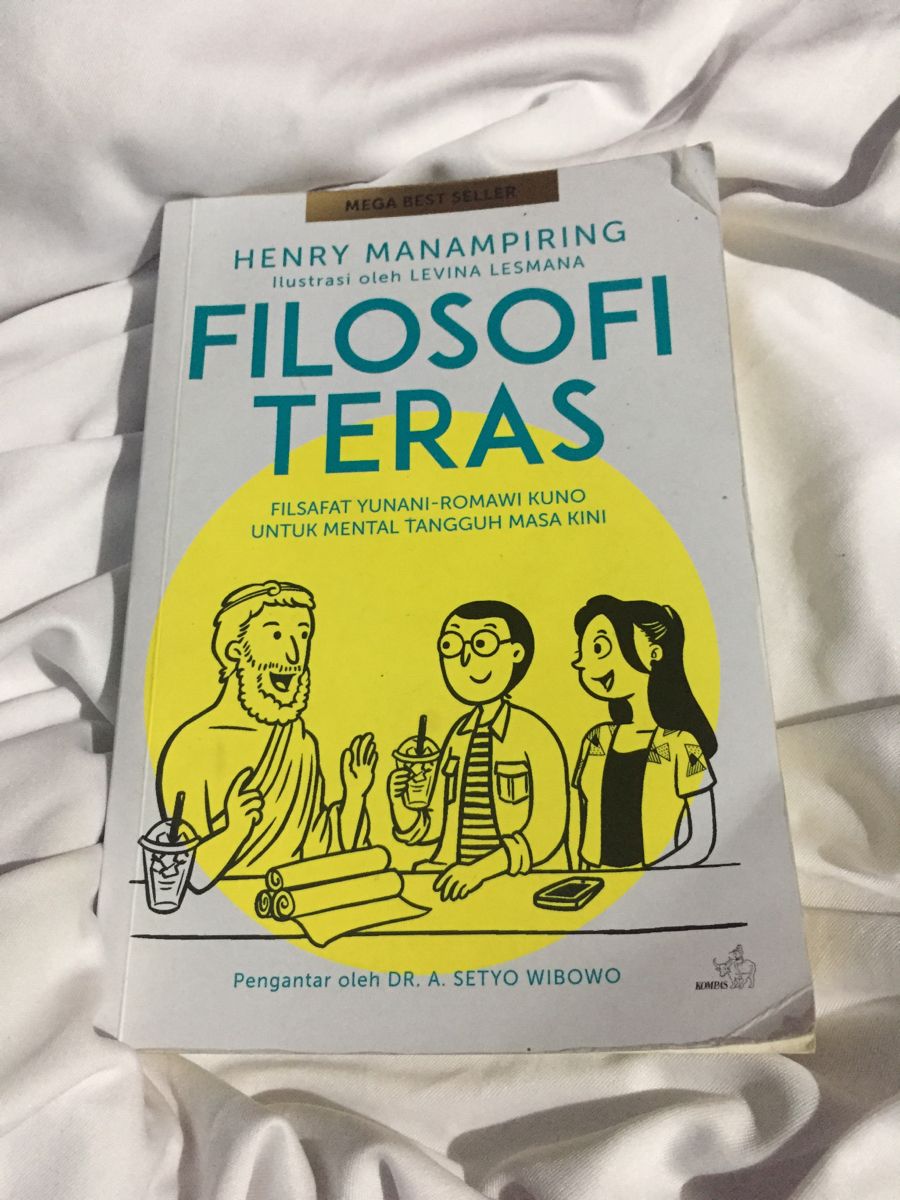 MEGA BEST SELLER
HENRY MANAMPIRING
Ilustrasi oleh LEVINA LESMANA
FILOSOFI
TERAS
FILSAFAT YUNANI-ROMAWI KUNO
UNTUK MENTAL TANGGUH MASA KINI
Pengantar oleh DR. A. SETYO WIBOWO
KOMPAS